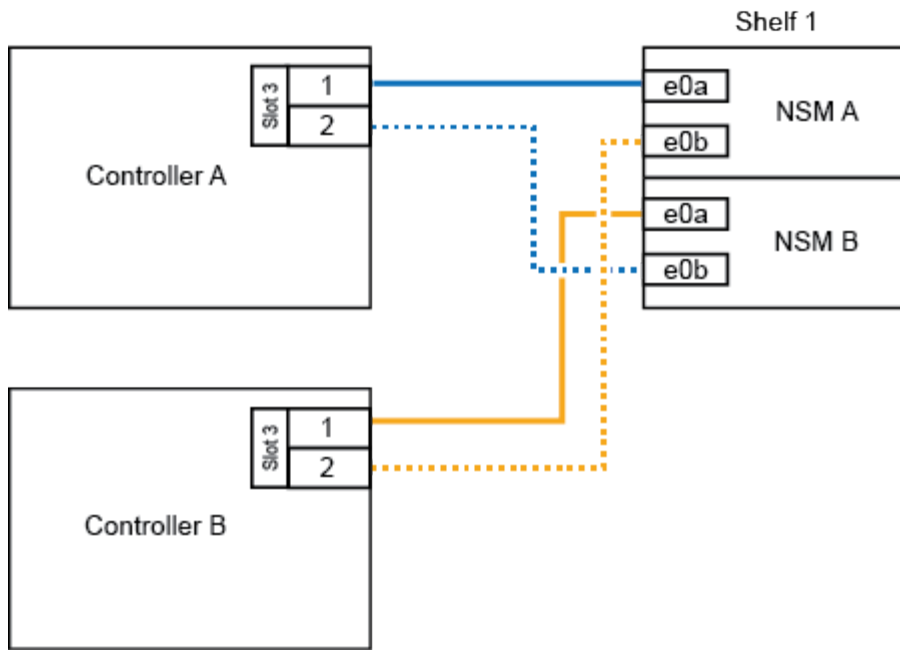 Shelf 1
Slot 3
1
2
Controller A
e0a
e0b
NSM A
e0a
e0b
NSM B
Slot 3
1
2
Controller B